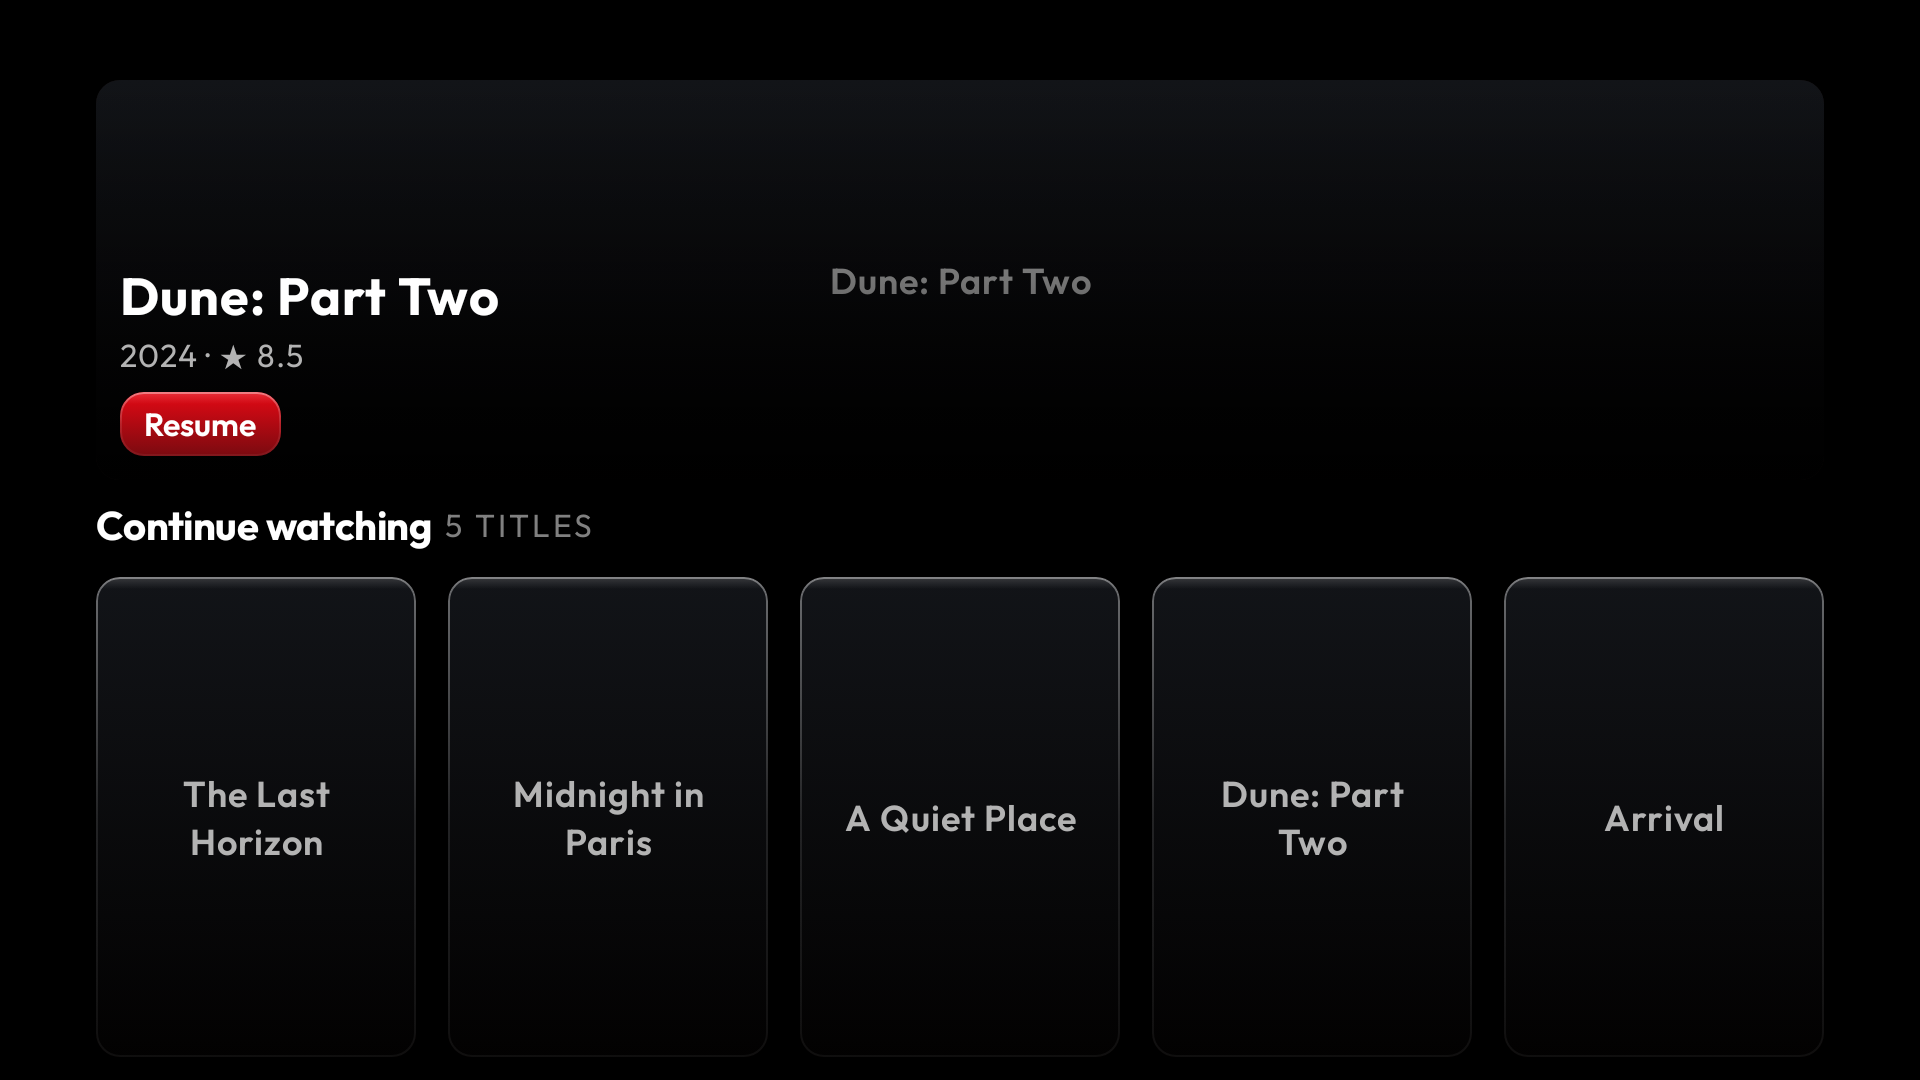 Dune: Part Two
Dune: Part Two
2024 · ★ 8.5
Resume
Continue watching 5 TITLES
The Last
Horizon
Midnight in
Paris
A Quiet Place
Dune: Part
Two
Arrival